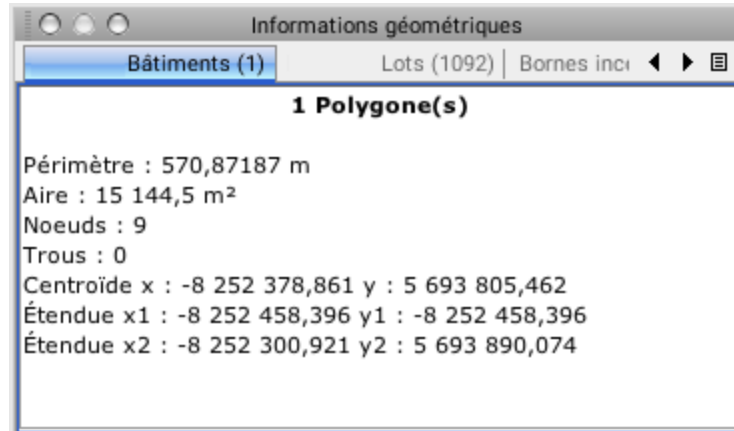 Informations géométriques
Bâtiments (1) Lots (1092) Bornes
1 Polygone(s)
Périmètre : 570,87187 m
Aire : 15 144,5 m²
Noeuds : 9
Trous : 0
Centroïde x : -8 252 378,861 y : 5 693 805,462
Étendue x1 : -8 252 458,396 y1 : -8 252 458,396
Étendue x2 : -8 252 300,921 y2 : 5 693 890,074